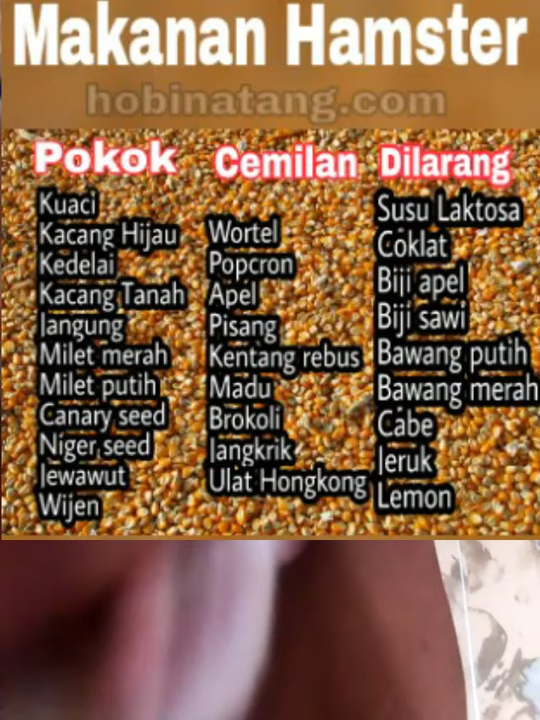 Makanan Hamster
hobinatang.com
Pokok
Kuaci
Kacang Hijau
Kedelai
Kacang Tanah
Jangung
Milet merah
Milet putih
Canary seed
Niger seed
Jewawut
Wijen
Cemilan
Wortel
Popcron
Apel
Pisang
Kentang rebus
Madu
Brokoli
Jangkrik
Ulat Hongkong
Dilarang
Susu Laktosa
Coklat
Biji apel
Biji sawi
Bawang putih
Bawang merah
Cabe
Jeruk
Lemon